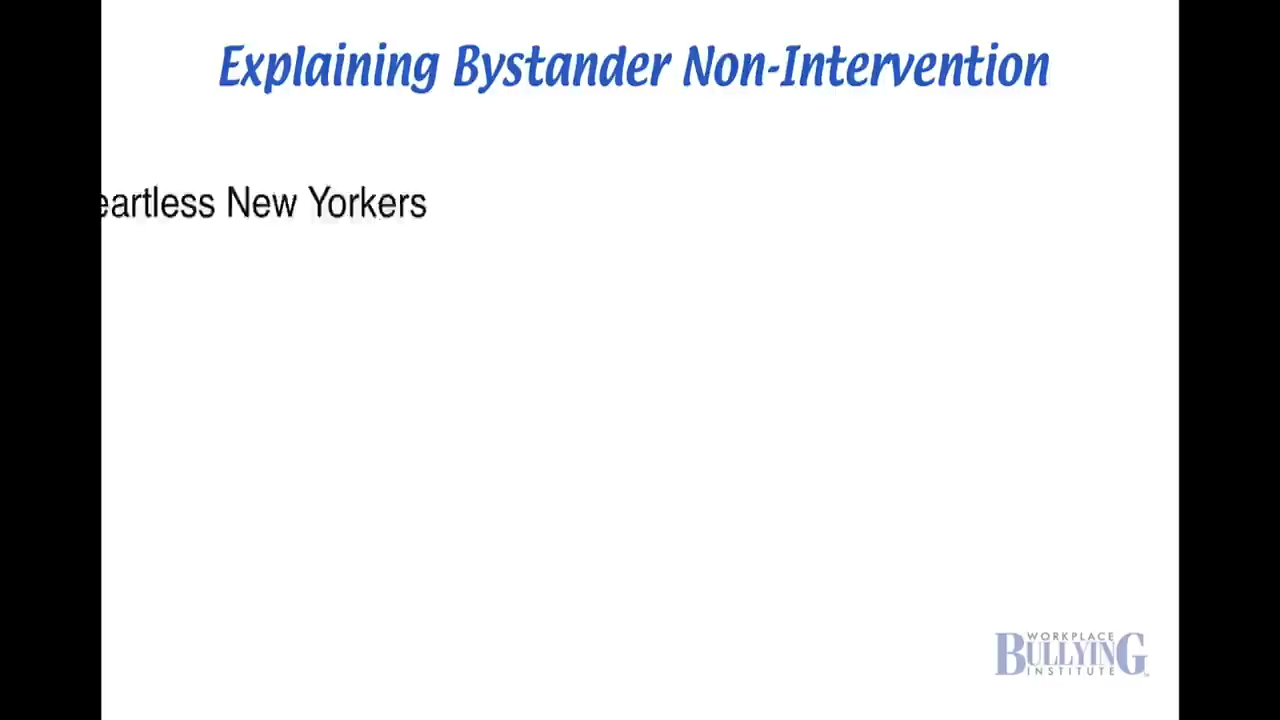 Explaining Bystander Non-Intervention
eartless New Yorkers
WORKPLACE
BULLYING
INSTITUTE